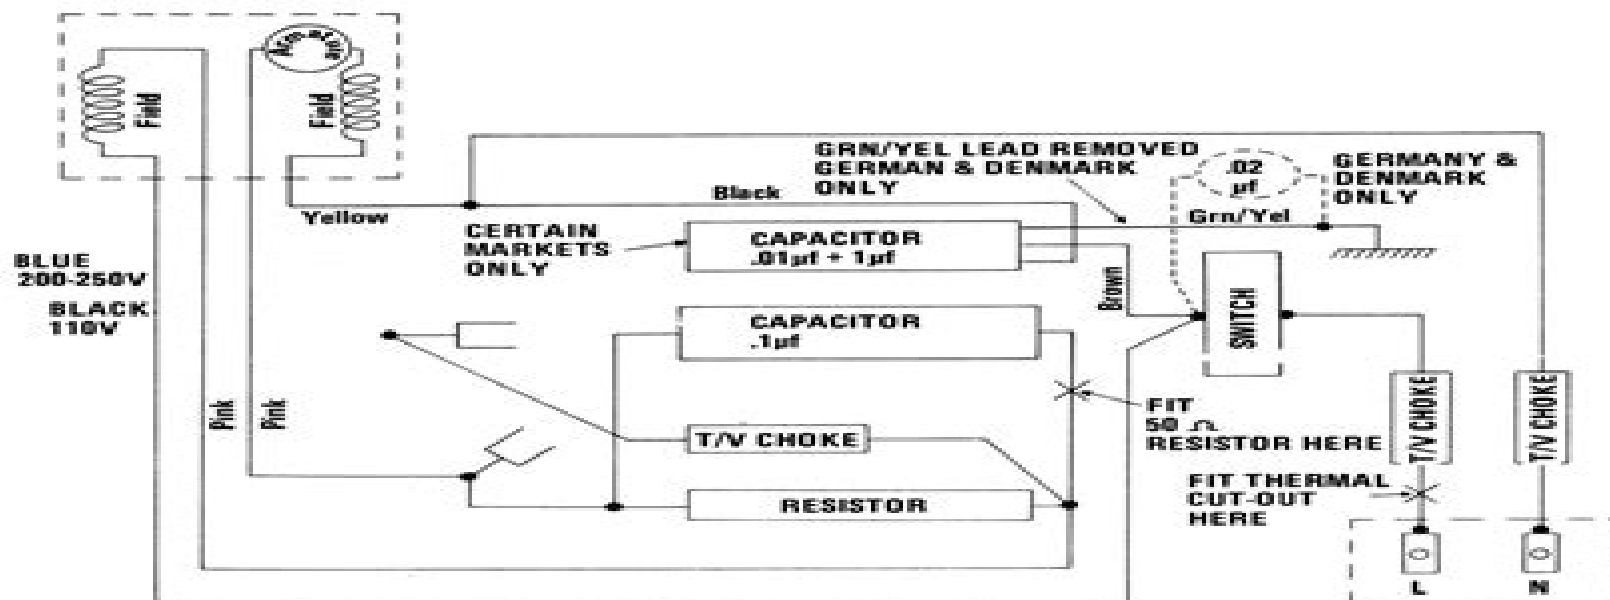 Armature
Field
Field
GRN/YEL LEAD REMOVED
GERMAN & DENMARK
ONLY
.02
µf
GERMANY &
DENMARK
ONLY
Black
Yellow
Grn/Yel
CERTAIN
MARKETS
ONLY
CAPACITOR
.01µf + 1µf
BLUE
200-250V
BLACK
110V
Brown
SWITCH
CAPACITOR
.1µf
Pink
Pink
FIT
50 Ω
RESISTOR HERE
T/V CHOKE
T/V CHOKE
T/V CHOKE
FIT THERMAL
CUT-OUT
HERE
RESISTOR
L
N